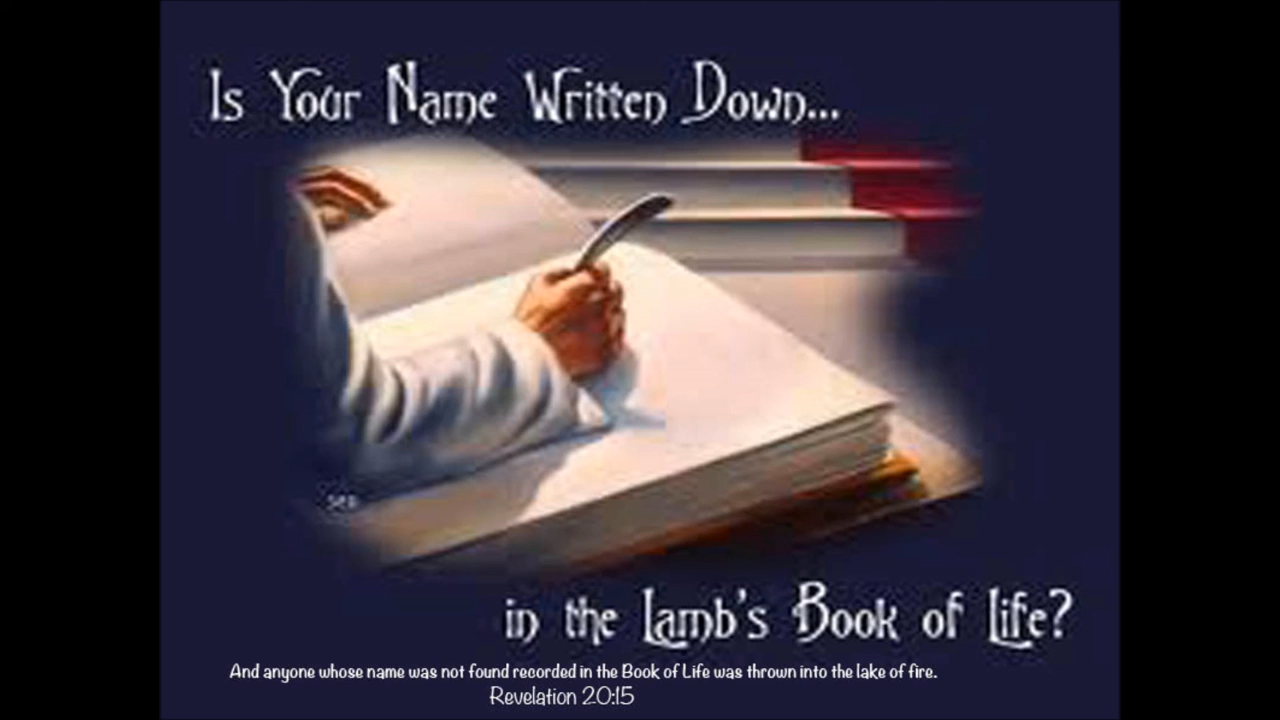 Is Your Name Written Down...
in the Lamb's Book of Life?
And anyone whose name was not found recorded in the Book of Life was thrown into the lake of fire.
Revelation 20:15